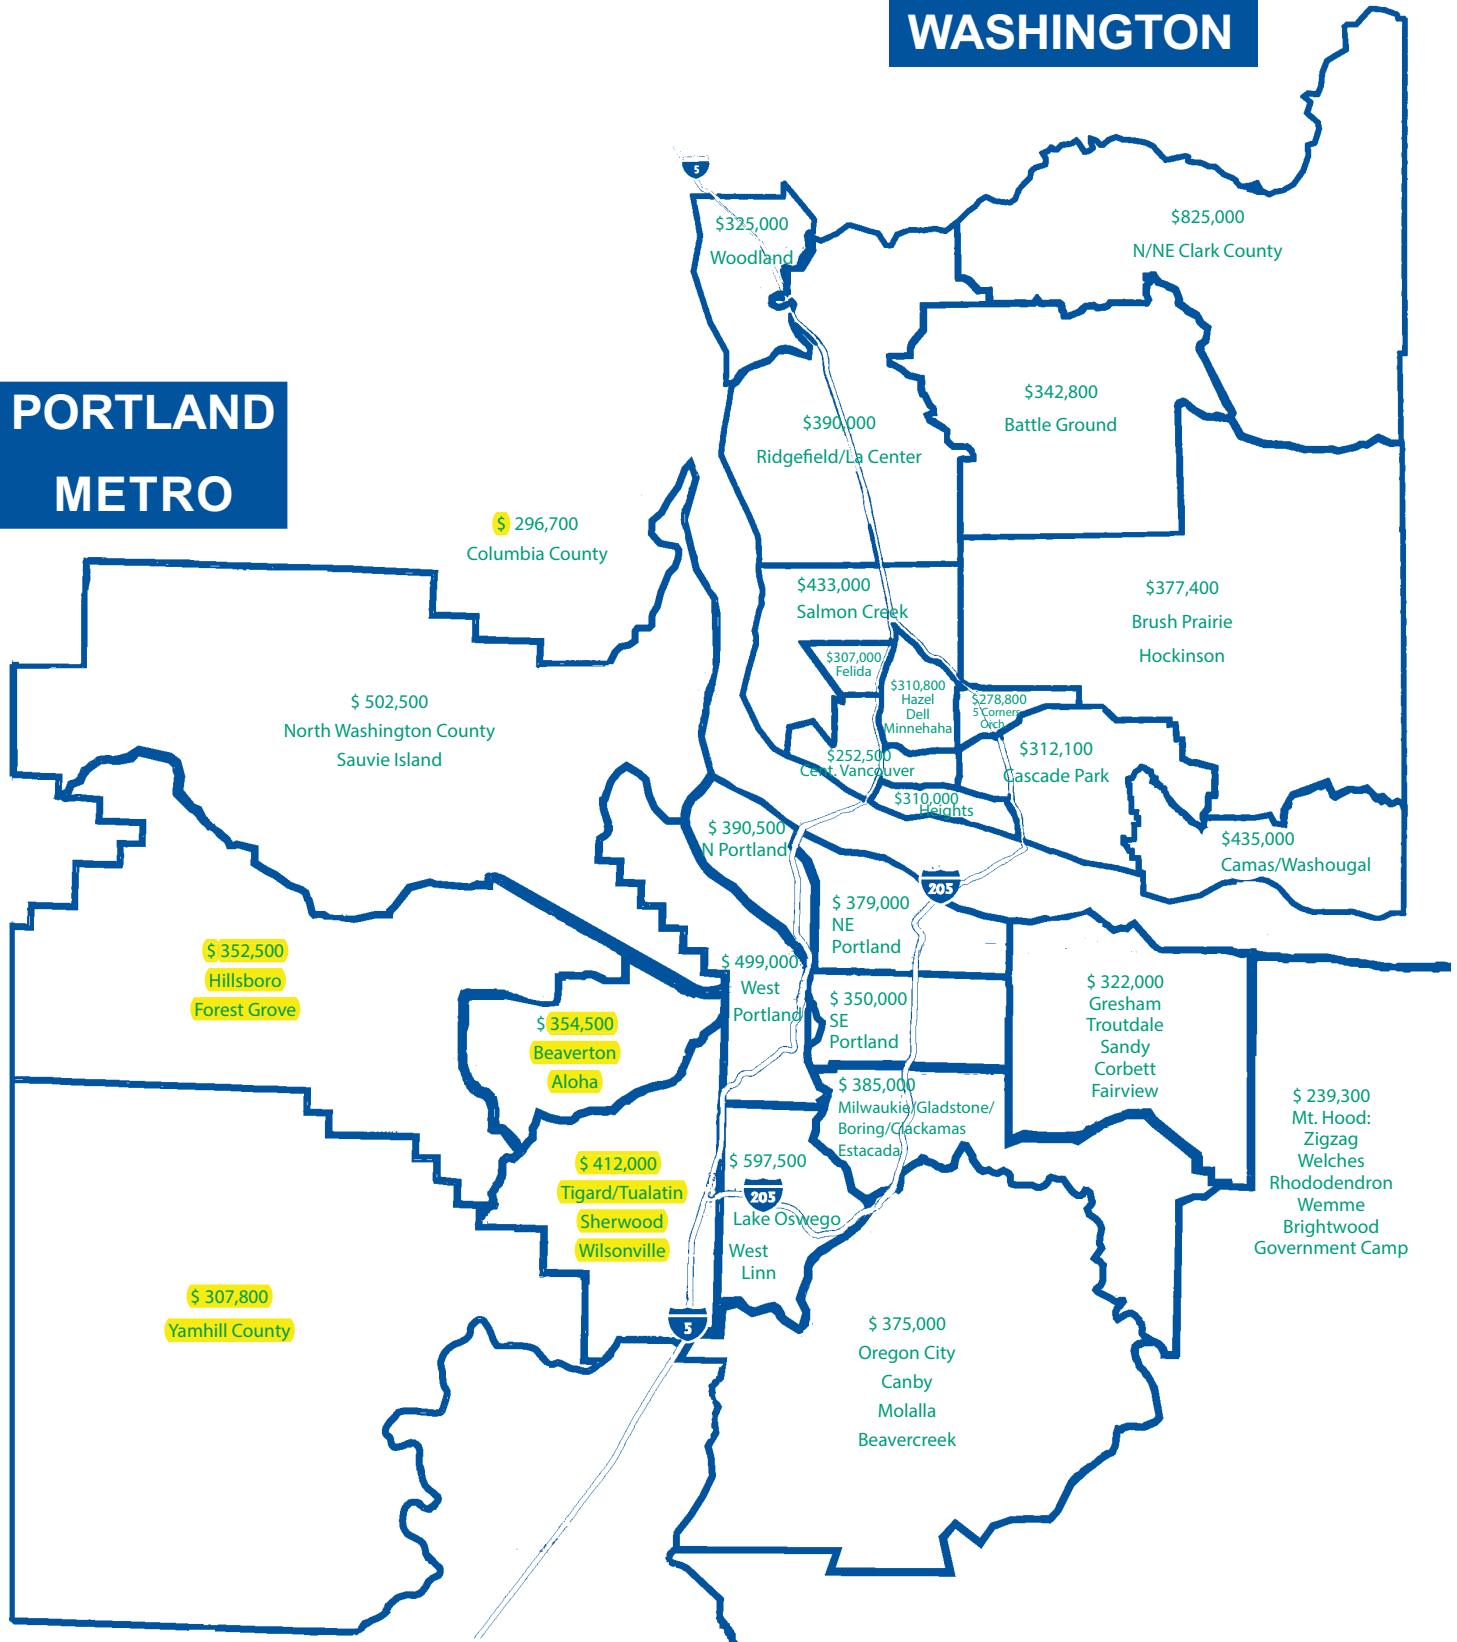 WASHINGTON
5
$325,000
Woodland
$825,000
N/NE Clark County
PORTLAND
METRO
$342,800
Battle Ground
$390,000
Ridgefield/La Center
$ 296,700
Columbia County
$433,000
Salmon Creek
$377,400
Brush Prairie
Hockinson
$307,000
Felida
$310,800
Hazel
Dell
Minnehaha
$278,800
5 Corners
Orch
$ 502,500
North Washington County
Sauvie Island
$312,100
Cascade Park
$252,500
Cent. Vancouver
$310,000
Heights
$ 390,500
N Portland
$435,000
Camas/Washougal
205
$ 379,000
NE
Portland
$ 352,500
Hillsboro
Forest Grove
$ 499,000
West
Portland
$ 350,000
SE
Portland
$ 322,000
Gresham
Troutdale
Sandy
Corbett
Fairview
$ 354,500
Beaverton
Aloha
$ 385,000
Milwaukie/Gladstone/
Boring/Clackamas
Estacada
$ 239,300
Mt. Hood:
Zigzag
Welches
Rhododendron
Wemme
Brightwood
Government Camp
$ 412,000
Tigard/Tualatin
Sherwood
Wilsonville
$ 597,500
205
Lake Oswego
West
Linn
$ 307,800
Yamhill County
5
$ 375,000
Oregon City
Canby
Molalla
Beavercreek